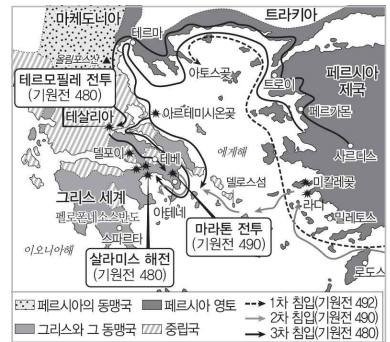 마케도니아
트라키아
테르마
올림포스산
아토스곶
트로이
페르시아
제국
테르모필레 전투
(기원전 480)
페르가몬
아르테미시온곶
테살리아
사르디스
델포이
테베
에게해
미칼레곶
그리스 세계
델로스섬
라데
펠로폰네소스반도
아테네
밀레투스
마라톤 전투
(기원전 490)
이오니아해
스파르타
살라미스 해전
(기원전 480)
로도스
페르시아의 동맹국
페르시아 영토
1차 침입(기원전 492)
2차 침입(기원전 490)
그리스와 그 동맹국
중립국
3차 침입(기원전 480)